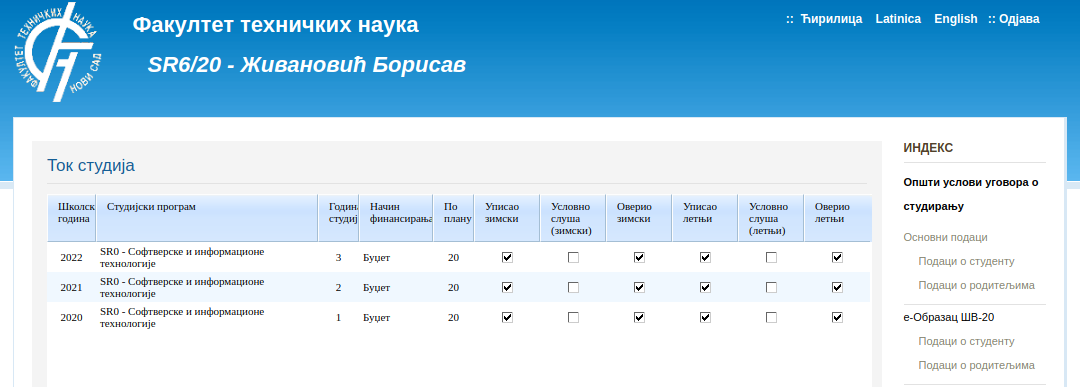 ФАКУЛТЕТ ТЕХНИЧКИХ НАУКА
НОВИ САД
Факултет техничких наука
SR6/20 - Живановић Борисав
:: Ћирилица Latinica English :: Одјава
Ток студија
Школск
година
Студијски програм
Годин
студиј
Начин
финансирања
По
плану
Уписао
зимски
Условно
слуша
(зимски)
Оверио
зимски
Уписао
летњи
Условно
слуша
(летњи)
Оверио
летњи
2022 SR0 - Софтверске и информационе
технологије 3 Буџет 20
2021 SR0 - Софтверске и информационе
технологије 2 Буџет 20
2020 SR0 - Софтверске и информационе
технологије 1 Буџет 20
ИНДЕКС
Општи услови уговора о
студирању
Основни подаци
Подаци о студенту
Подаци о родитељима
е-Образац ШВ-20
Подаци о студенту
Подаци о родитељима